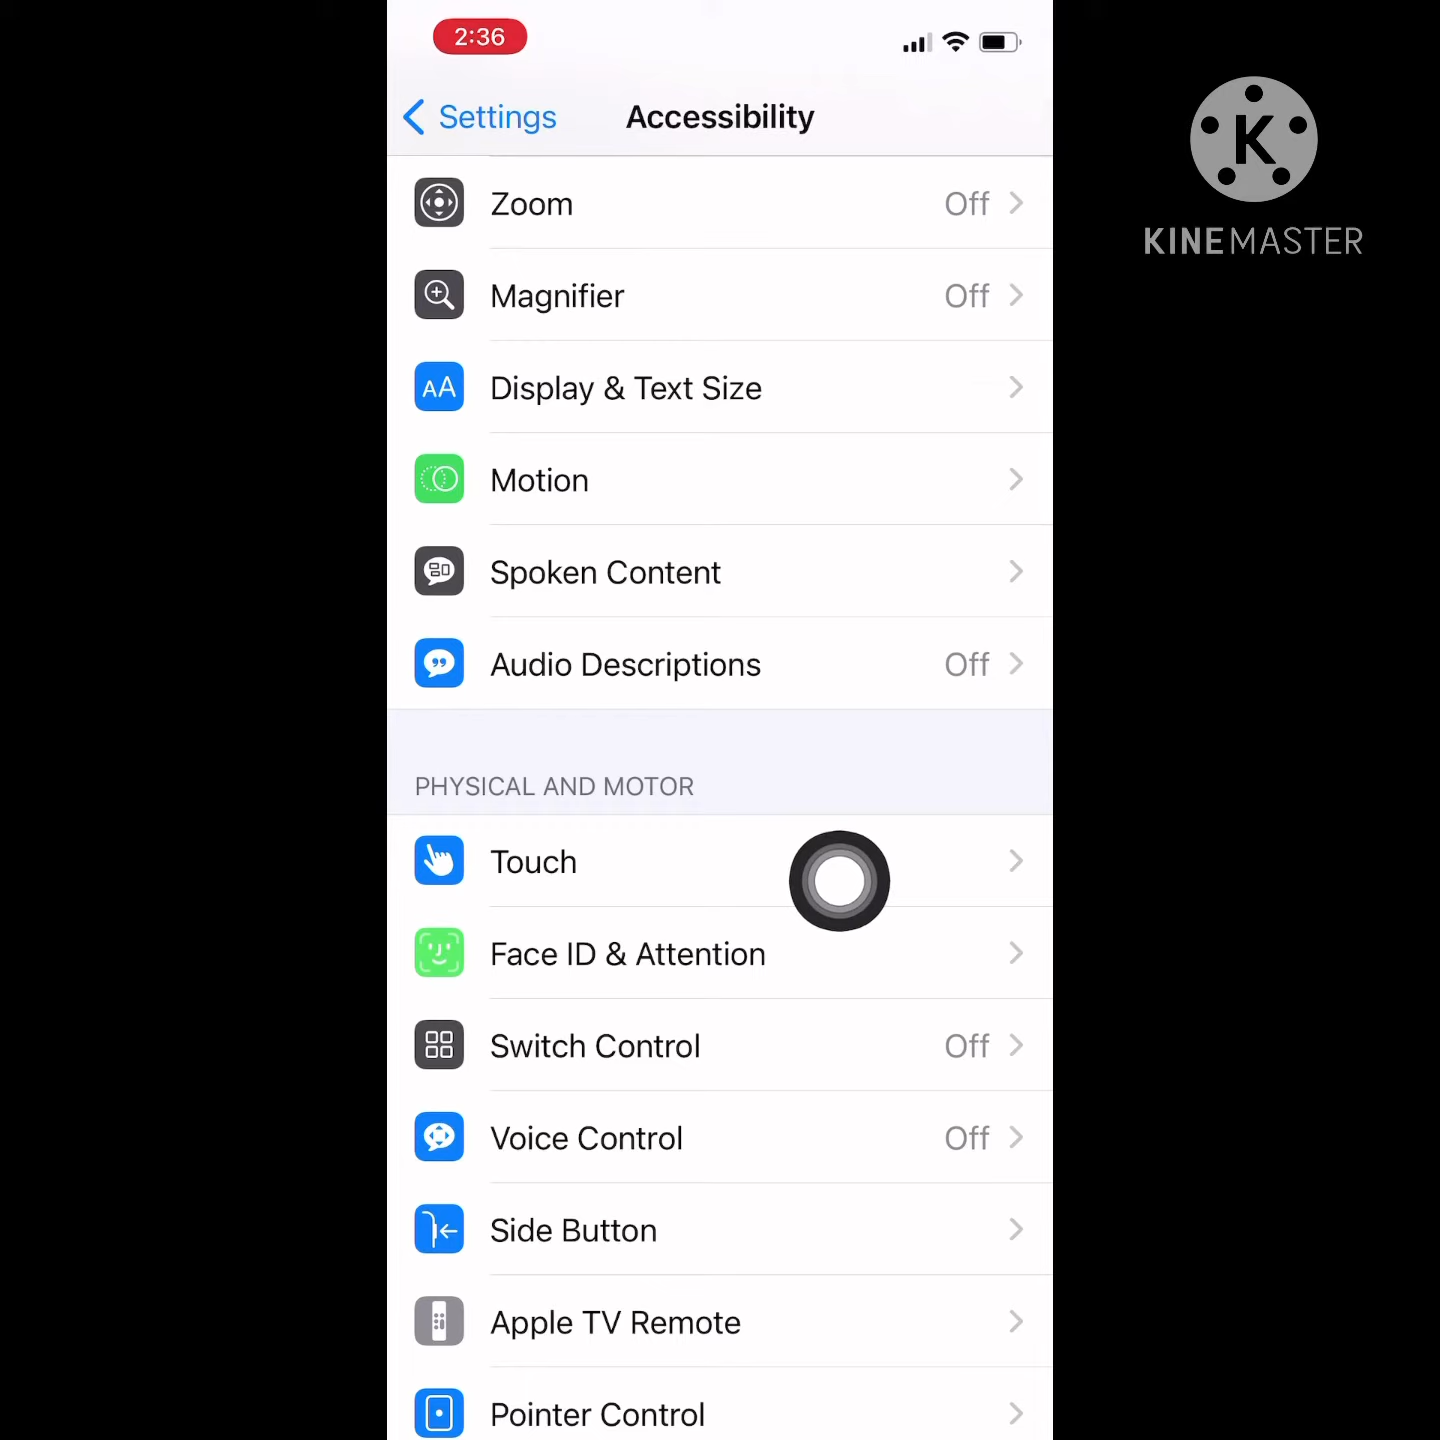 2:36
Settings
Accessibility
K
KINEMASTER
Zoom Off
Magnifier Off
AA Display & Text Size
Motion
Spoken Content
Audio Descriptions Off
PHYSICAL AND MOTOR
Touch
Face ID & Attention
Switch Control Off
Voice Control Off
Side Button
Apple TV Remote
Pointer Control